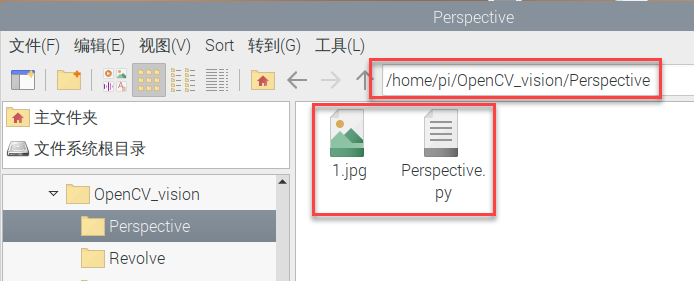 Perspective
文件(F) 编辑(E) 视图(V) Sort 转到(G) 工具(L)
/home/pi/OpenCV_vision/Perspective
主文件夹
文件系统根目录
OpenCV_vision
Perspective
Revolve
1.jpg
Perspective.
py